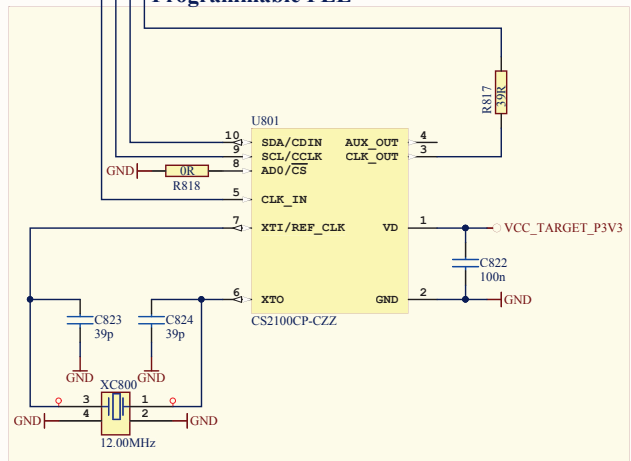 Programmable PLL
R817
39R
U801
10
SDA/CDIN
AUX_OUT
4
9
SCL/CCLK
CLK_OUT
3
GND
0R
8
AD0/CS
R818
5
CLK_IN
7
XTI/REF_CLK
VD
1
VCC_TARGET_P3V3
C822
100n
6
XTO
GND
2
GND
CS2100CP-CZZ
C823
39p
C824
39p
GND
GND
XC800
3
1
GND
4
2
GND
12.00MHz